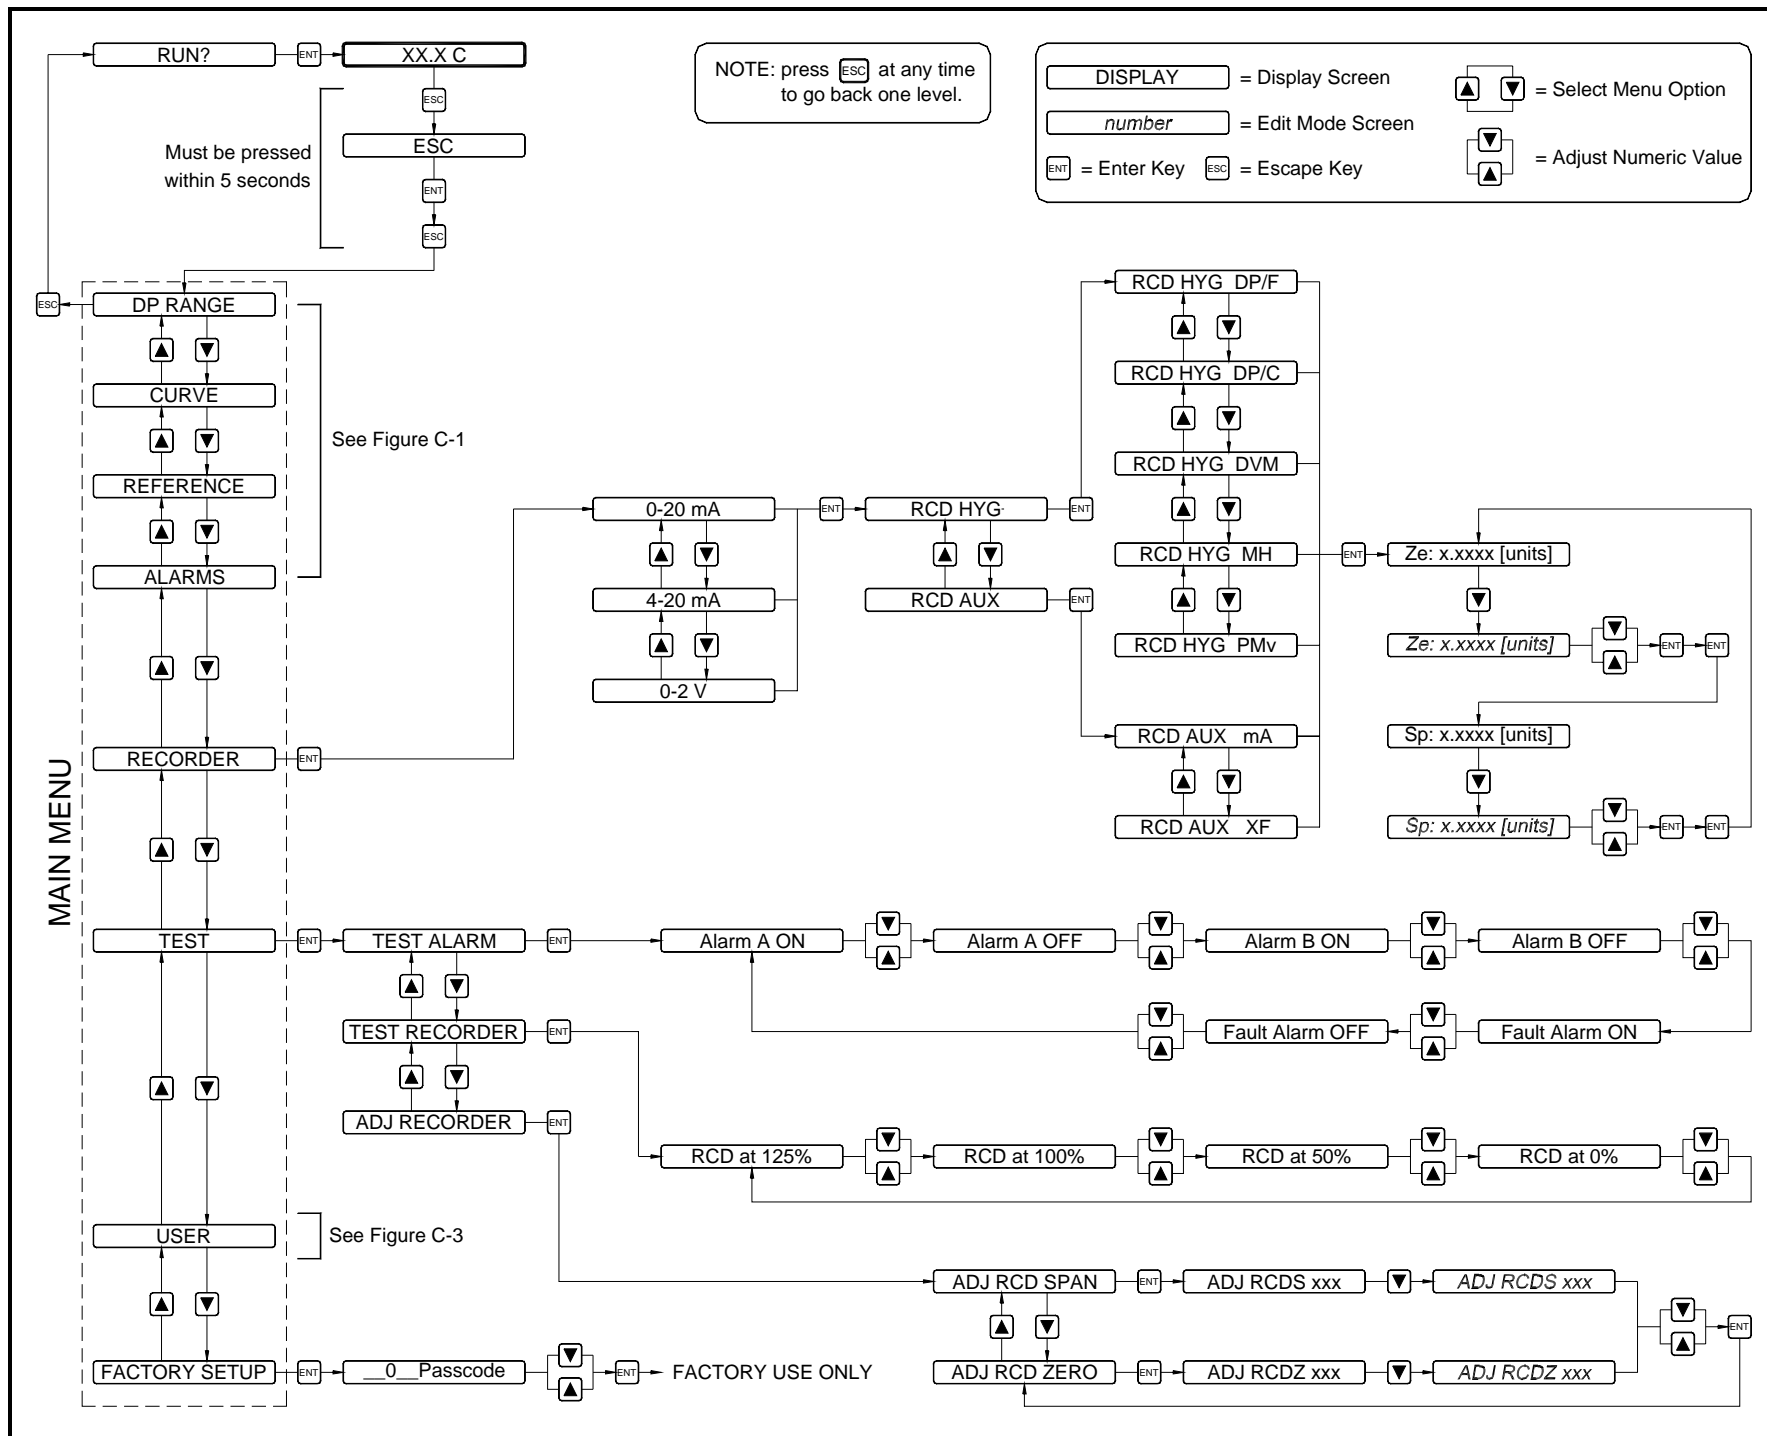 RUN?
ENT
XX.X C
ESC
ESC
ENT
ESC
Must be pressed
within 5 seconds
NOTE: press ESC at any time
to go back one level.
DISPLAY = Display Screen
number = Edit Mode Screen
ENT = Enter Key ESC = Escape Key
= Select Menu Option
= Adjust Numeric Value
MAIN MENU
ESC
DP RANGE
CURVE
REFERENCE
ALARMS
See Figure C-1
RECORDER
ENT
0-20 mA
4-20 mA
0-2 V
ENT
RCD HYG
ENT
RCD AUX
ENT
RCD HYG DP/F
RCD HYG DP/C
RCD HYG DVM
RCD HYG MH
RCD HYG PMv
RCD AUX mA
RCD AUX XF
ENT
Ze: x.xxxx [units]
Ze: x.xxxx [units]
ENT
ENT
Sp: x.xxxx [units]
Sp: x.xxxx [units]
ENT
ENT
TEST
ENT
TEST ALARM
ENT
Alarm A ON
Alarm A OFF
Alarm B ON
Alarm B OFF
Fault Alarm OFF
Fault Alarm ON
TEST RECORDER
ENT
ADJ RECORDER
ENT
RCD at 125%
RCD at 100%
RCD at 50%
RCD at 0%
USER
See Figure C-3
ADJ RCD SPAN
ENT
ADJ RCDS xxx
ADJ RCDS xxx
ENT
FACTORY SETUP
ENT
__0__Passcode
ENT
FACTORY USE ONLY
ADJ RCD ZERO
ENT
ADJ RCDZ xxx
ADJ RCDZ xxx